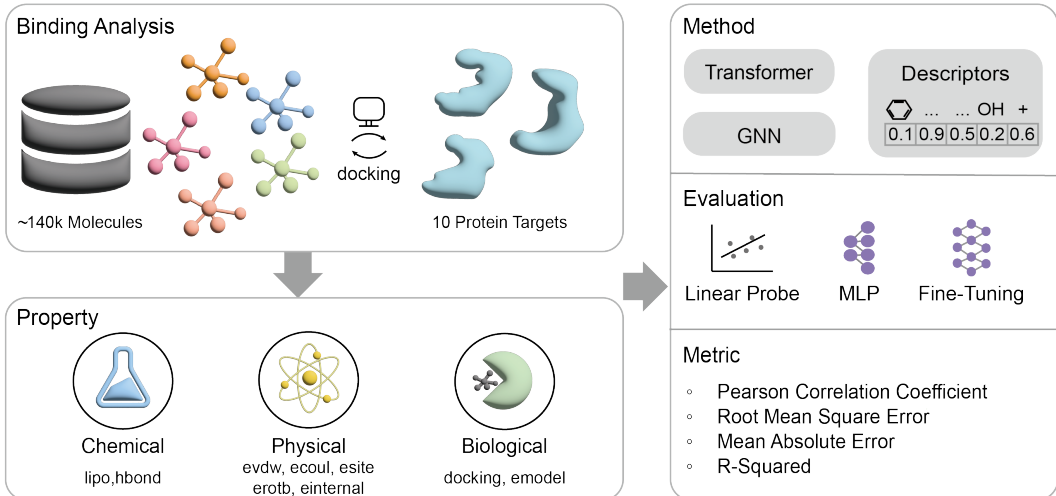 Binding Analysis
docking
~140k Molecules
10 Protein Targets
Property
Chemical
lipo,hbond
Physical
evdw, ecoul, esite
erotb, einternal
Biological
docking, emodel
Method
Transformer
GNN
Descriptors
... ... OH +
0.1 0.9 0.5 0.2 0.6
Evaluation
Linear Probe
MLP
Fine-Tuning
Metric
◦ Pearson Correlation Coefficient
◦ Root Mean Square Error
◦ Mean Absolute Error
◦ R-Squared